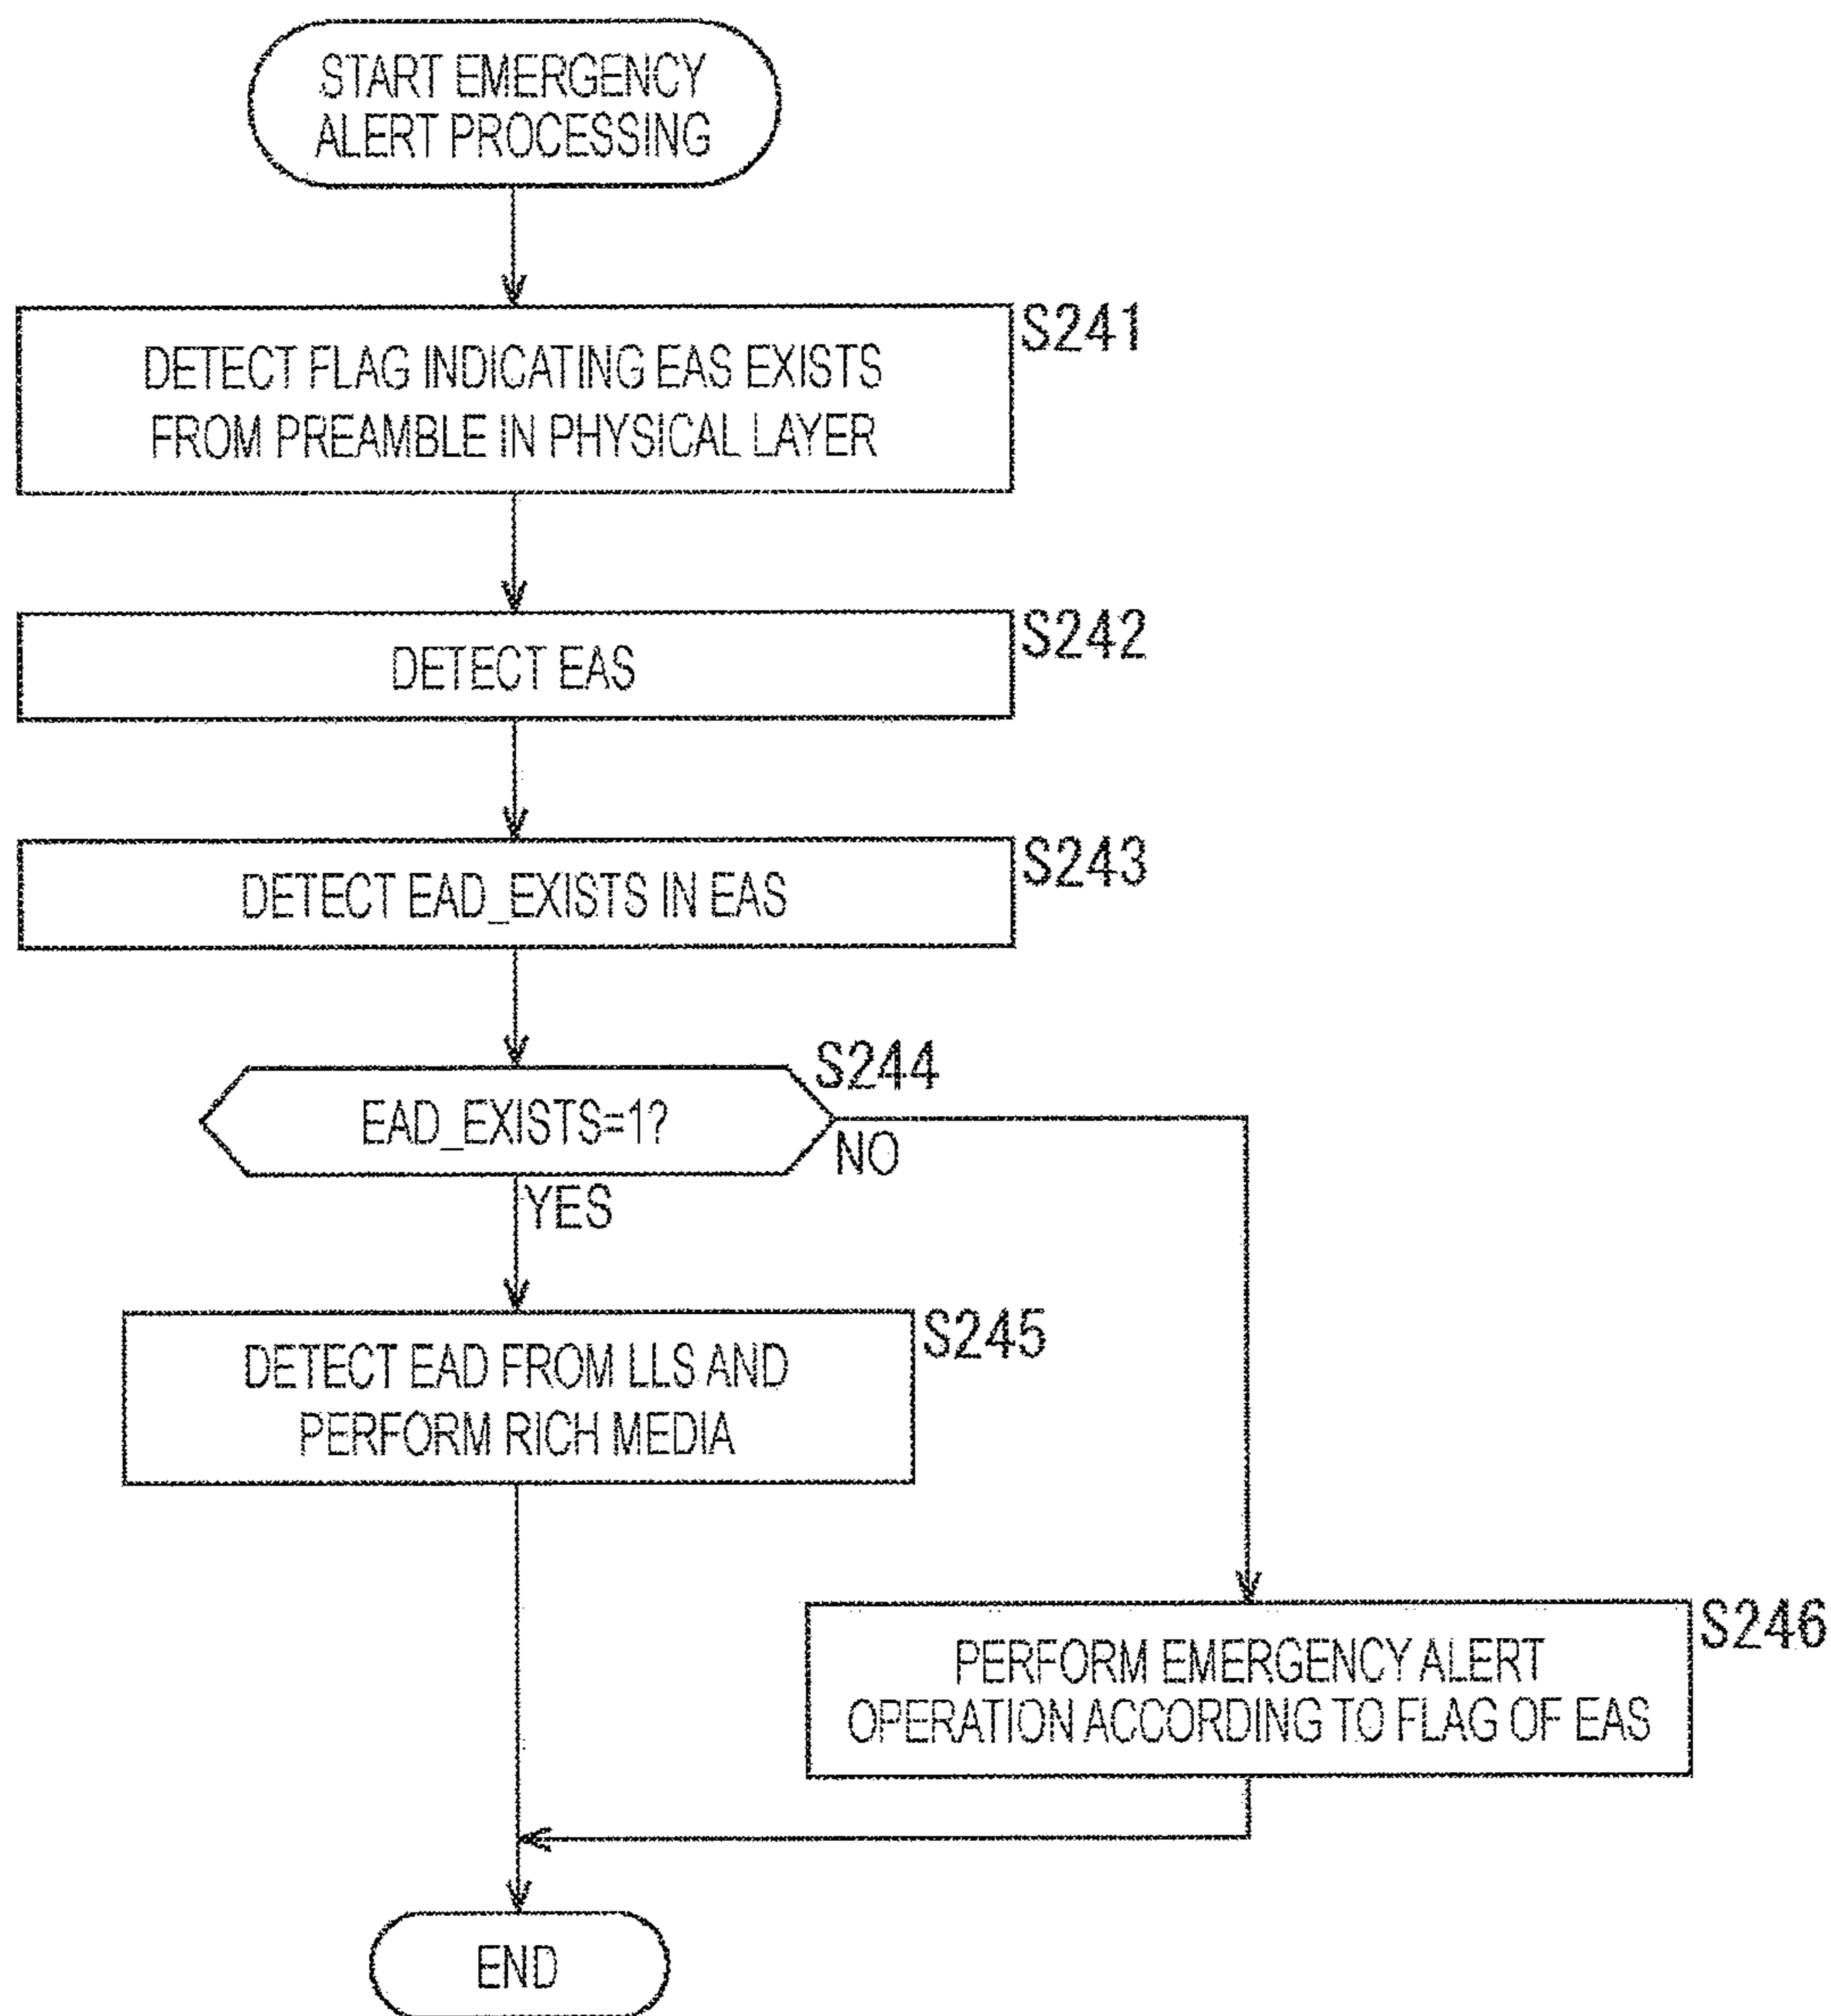 START EMERGENCY
ALERT PROCESSING
S241
DETECT FLAG INDICATING EAS EXISTS
FROM PREAMBLE IN PHYSICAL LAYER
S242
DETECT EAS
S243
DETECT EAD_EXISTS IN EAS
S244
EAD_EXISTS=1?
NO
YES
S245
DETECT EAD FROM LLS AND
PERFORM RICH MEDIA
S246
PERFORM EMERGENCY ALERT
OPERATION ACCORDING TO FLAG OF EAS
END